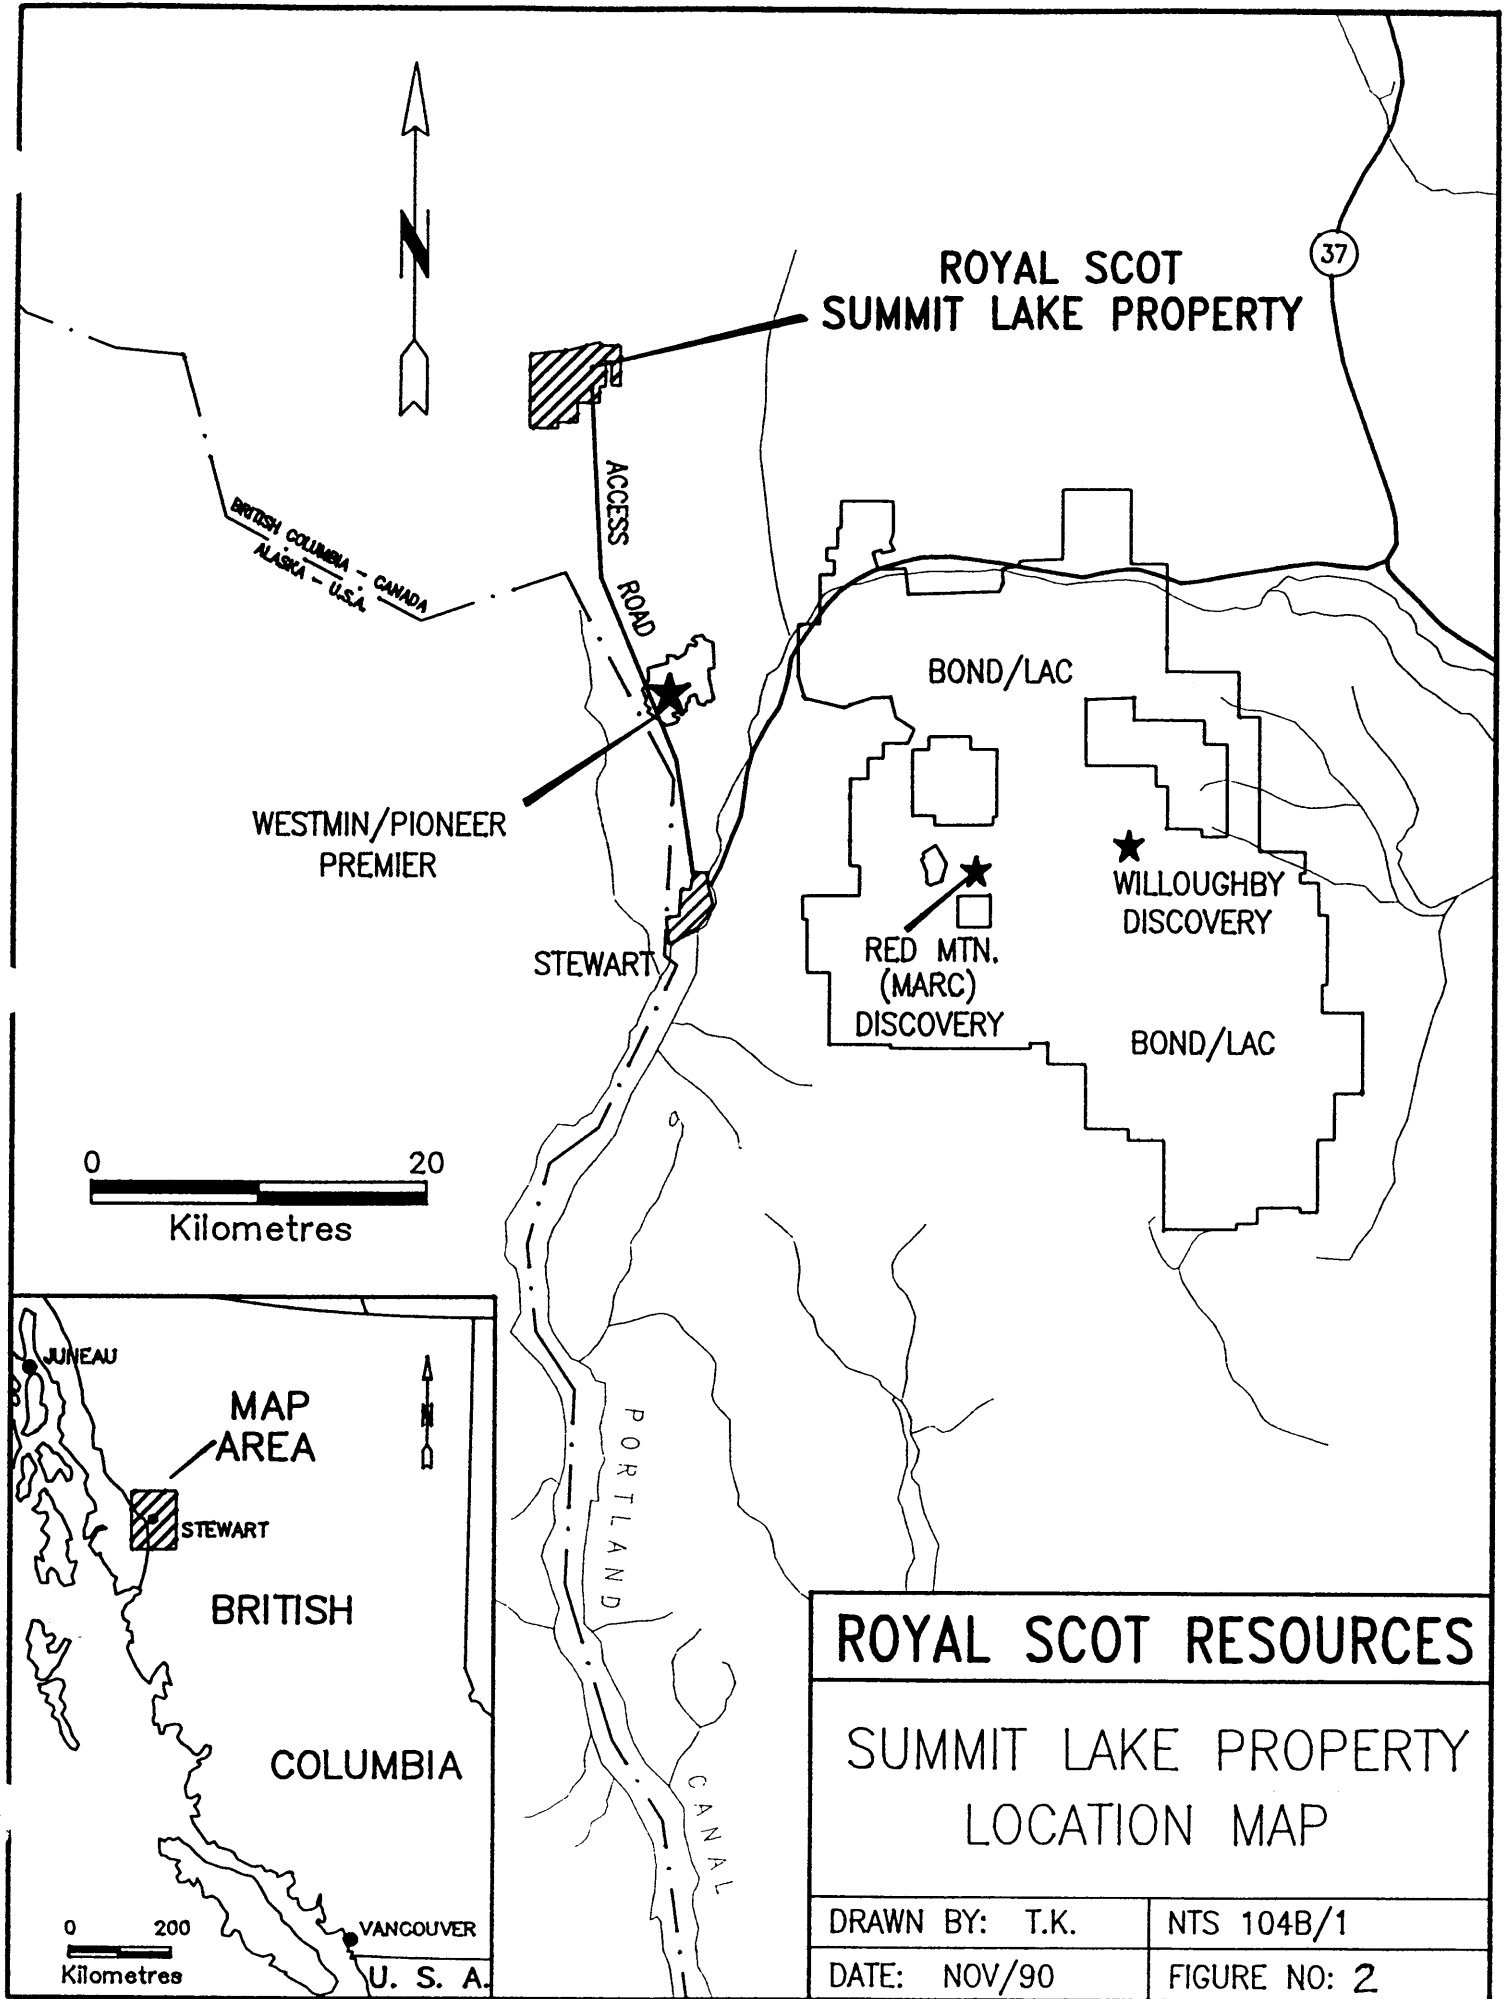 N
37
ROYAL SCOT
SUMMIT LAKE PROPERTY
ACCESS ROAD
BRITISH COLUMBIA - CANADA
ALASKA - U.S.A.
BOND/LAC
WESTMIN/PIONEER
PREMIER
WILLOUGHBY
DISCOVERY
STEWART
RED MTN.
(MARC)
DISCOVERY
BOND/LAC
0 20
Kilometres
JUNEAU
MAP
AREA
N
STEWART
BRITISH
COLUMBIA
0 200
Kilometres
VANCOUVER
U. S. A.
PORTLAND
CANAL
ROYAL SCOT RESOURCES
SUMMIT LAKE PROPERTY
LOCATION MAP
DRAWN BY: T.K.
NTS 104B/1
DATE: NOV/90
FIGURE NO: 2